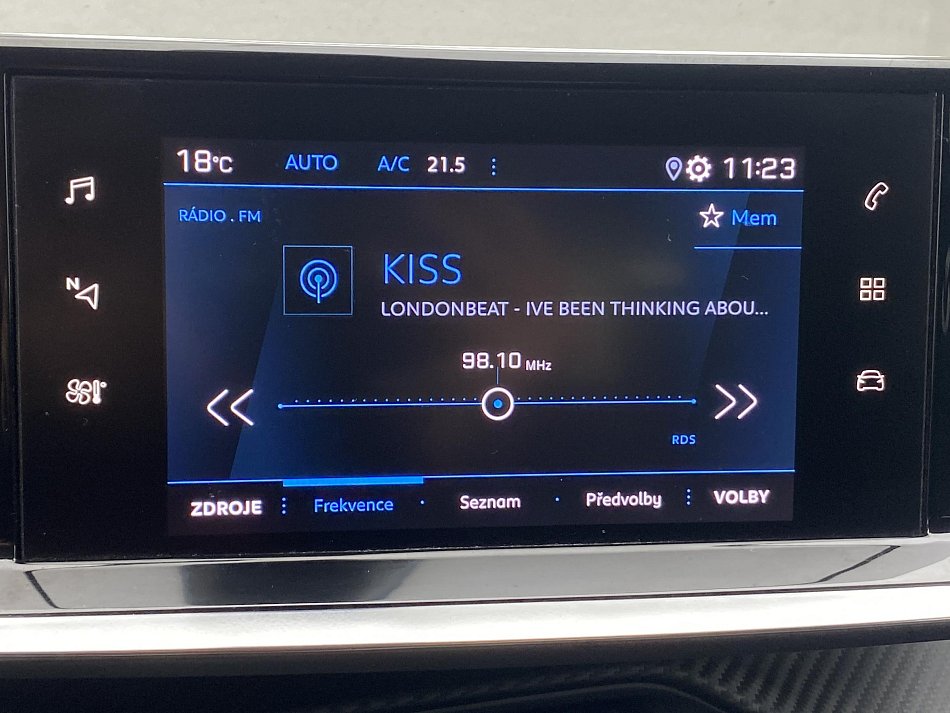 18°C AUTO A/C 21.5 11:23
RÁDIO . FM
Mem
KISS
LONDONBEAT - IVE BEEN THINKING ABOU...
N
98.10 MHz
RDS
ZDROJE Frekvence Seznam Předvolby VOLBY